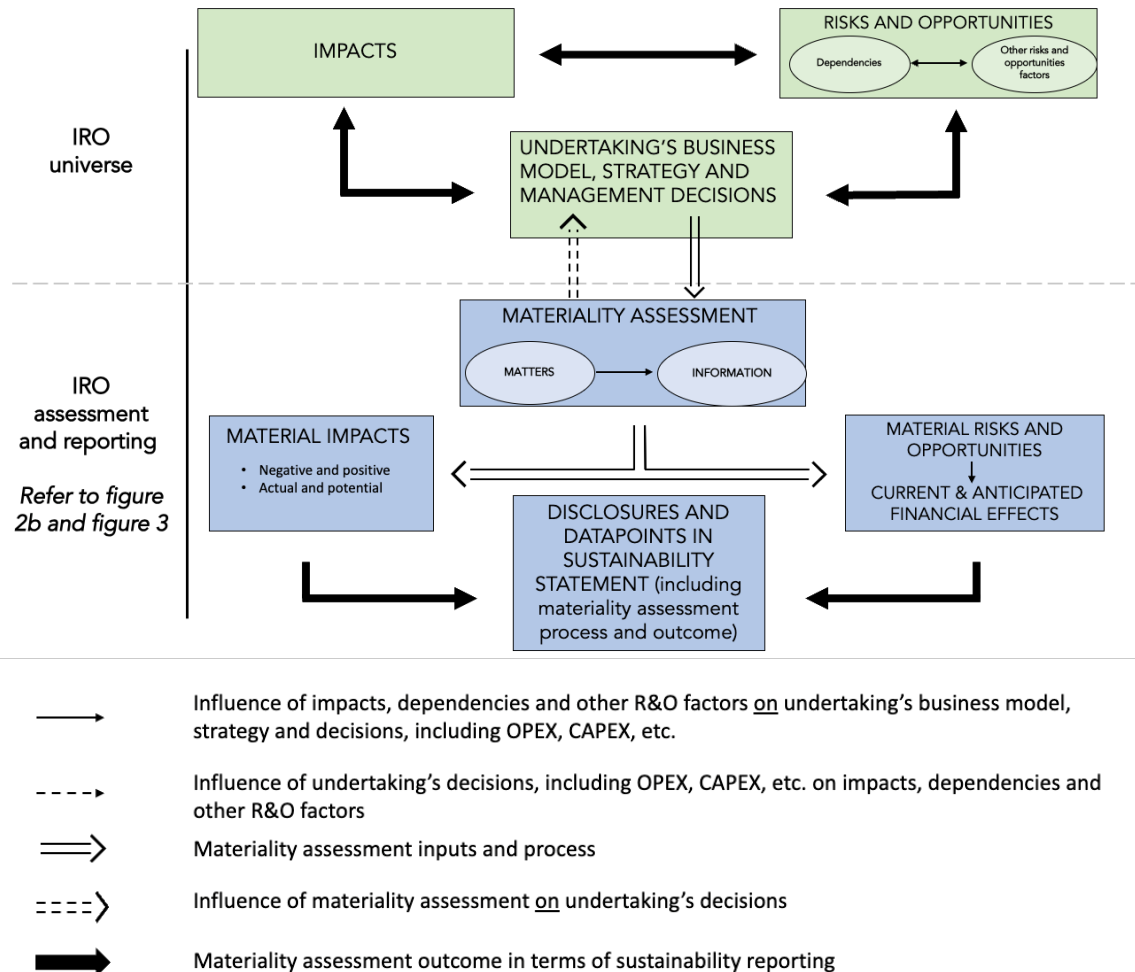 IMPACTS
RISKS AND OPPORTUNITIES
Dependencies
Other risks and
opportunities
factors
IRO
universe
UNDERTAKING'S BUSINESS
MODEL, STRATEGY AND
MANAGEMENT DECISIONS
MATERIALITY ASSESSMENT
MATTERS
INFORMATION
IRO
assessment
and reporting
Refer to figure
2b and figure 3
MATERIAL IMPACTS
• Negative and positive
• Actual and potential
MATERIAL RISKS AND
OPPORTUNITIES
CURRENT & ANTICIPATED
FINANCIAL EFFECTS
DISCLOSURES AND
DATAPOINTS IN
SUSTAINABILITY
STATEMENT (including
materiality assessment
process and outcome)
Influence of impacts, dependencies and other R&O factors on undertaking's business model,
strategy and decisions, including OPEX, CAPEX, etc.
Influence of undertaking's decisions, including OPEX, CAPEX, etc. on impacts, dependencies and
other R&O factors
Materiality assessment inputs and process
Influence of materiality assessment on undertaking's decisions
Materiality assessment outcome in terms of sustainability reporting